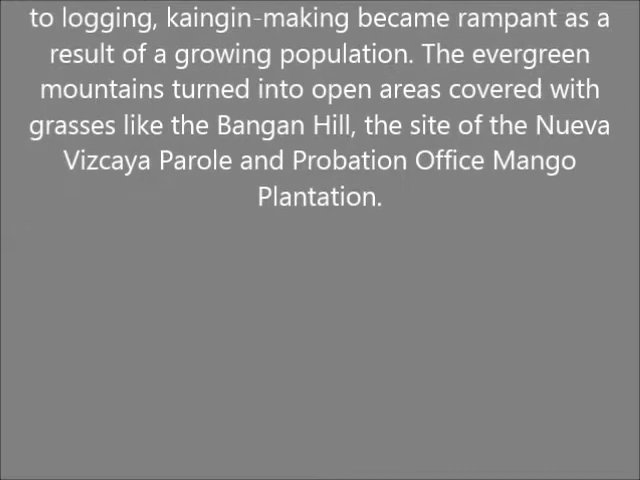 to logging, kaingin-making became rampant as a
result of a growing population. The evergreen
mountains turned into open areas covered with
grasses like the Bangan Hill, the site of the Nueva
Vizcaya Parole and Probation Office Mango
Plantation.